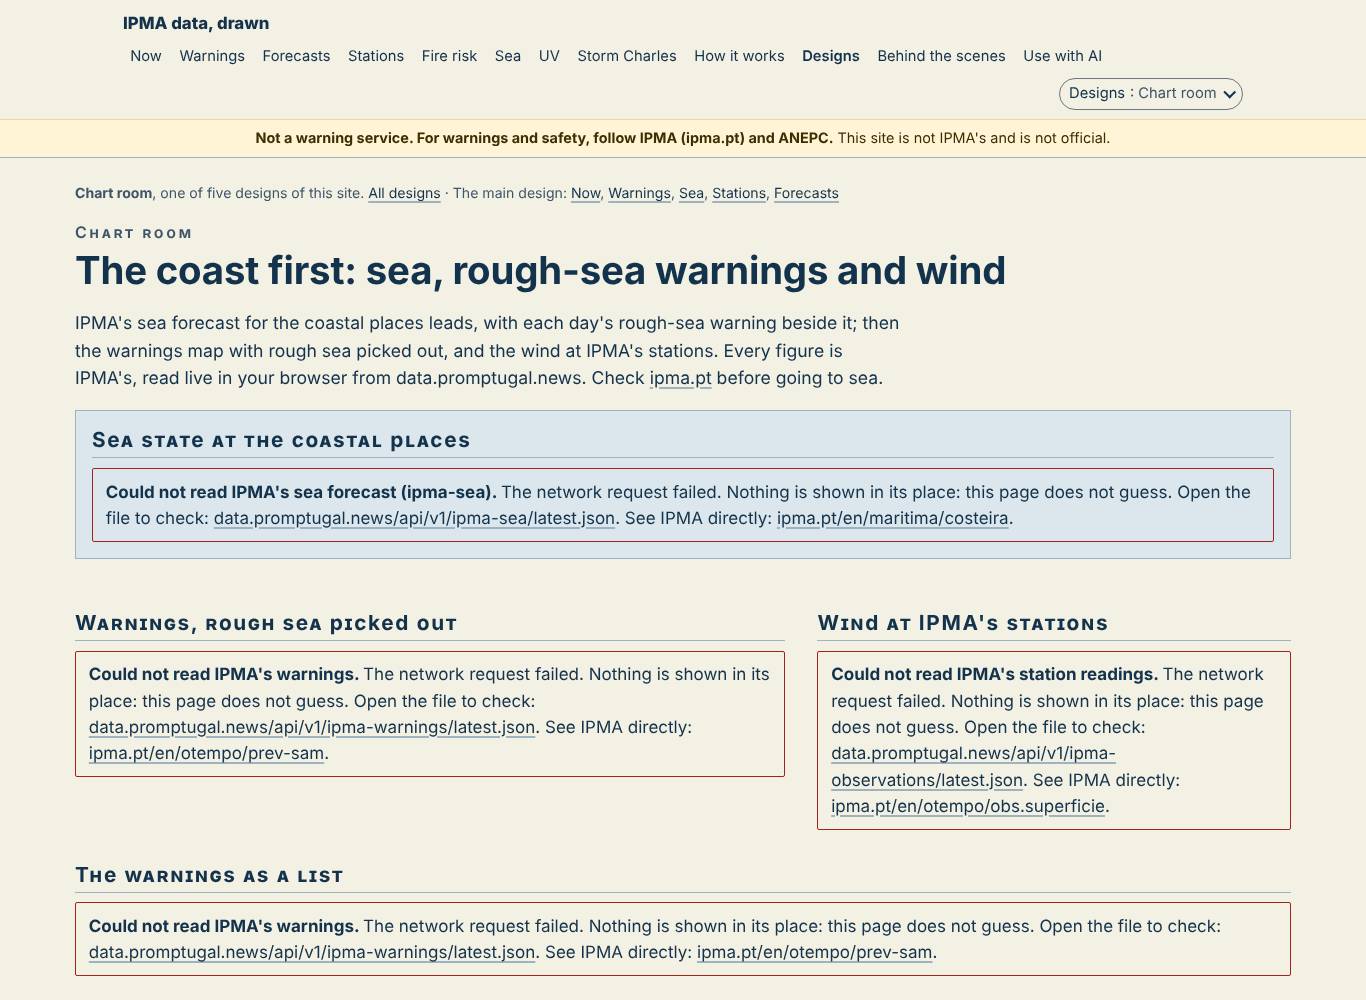 IPMA data, drawn
Now Warnings Forecasts Stations Fire risk Sea UV Storm Charles How it works Designs Behind the scenes Use with AI
Designs : Chart room
Not a warning service. For warnings and safety, follow IPMA (ipma.pt) and ANEPC. This site is not IPMA's and is not official.
Chart room, one of five designs of this site. All designs · The main design: Now, Warnings, Sea, Stations, Forecasts
Chart room
The coast first: sea, rough-sea warnings and wind
IPMA's sea forecast for the coastal places leads, with each day's rough-sea warning beside it; then
the warnings map with rough sea picked out, and the wind at IPMA's stations. Every figure is
IPMA's, read live in your browser from data.promptugal.news. Check ipma.pt before going to sea.
Sea state at the coastal places
Could not read IPMA's sea forecast (ipma-sea). The network request failed. Nothing is shown in its place: this page does not guess. Open the
file to check: data.promptugal.news/api/v1/ipma-sea/latest.json. See IPMA directly: ipma.pt/en/maritima/costeira.
Warnings, rough sea picked out
Could not read IPMA's warnings. The network request failed. Nothing is shown in its
place: this page does not guess. Open the file to check:
data.promptugal.news/api/v1/ipma-warnings/latest.json. See IPMA directly:
ipma.pt/en/otempo/prev-sam.
Wind at IPMA's stations
Could not read IPMA's station readings. The network
request failed. Nothing is shown in its place: this page
does not guess. Open the file to check:
data.promptugal.news/api/v1/ipma-
observations/latest.json. See IPMA directly:
ipma.pt/en/otempo/obs.superficie.
The warnings as a list
Could not read IPMA's warnings. The network request failed. Nothing is shown in its place: this page does not guess. Open the file to check:
data.promptugal.news/api/v1/ipma-warnings/latest.json. See IPMA directly: ipma.pt/en/otempo/prev-sam.